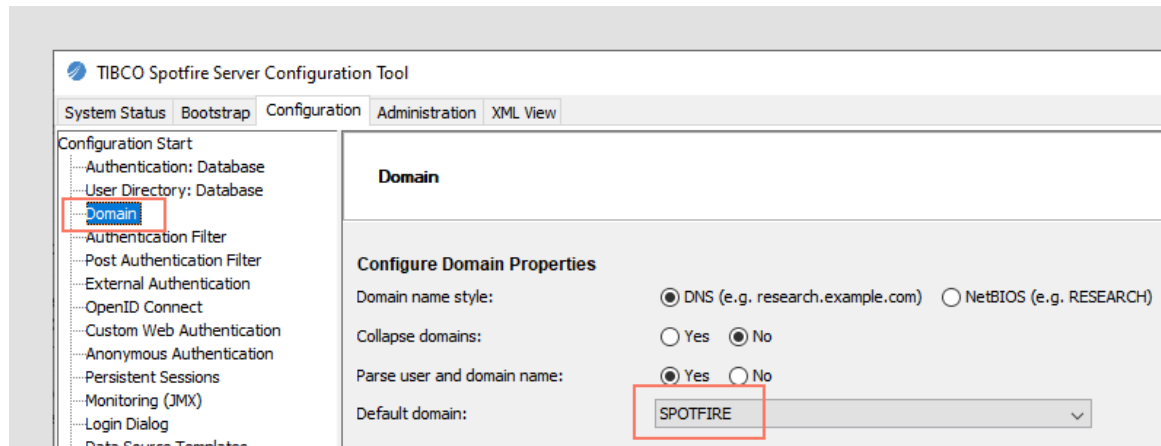 TIBCO Spotfire Server Configuration Tool
System Status Bootstrap Configuration Administration XML View
Configuration Start
Authentication: Database
User Directory: Database
Domain
Authentication Filter
Post Authentication Filter
External Authentication
OpenID Connect
Custom Web Authentication
Anonymous Authentication
Persistent Sessions
Monitoring (JMX)
Login Dialog
Data Source Templates
Domain
Configure Domain Properties
Domain name style: DNS (e.g. research.example.com) NetBIOS (e.g. RESEARCH)
Collapse domains: Yes No
Parse user and domain name: Yes No
Default domain: SPOTFIRE